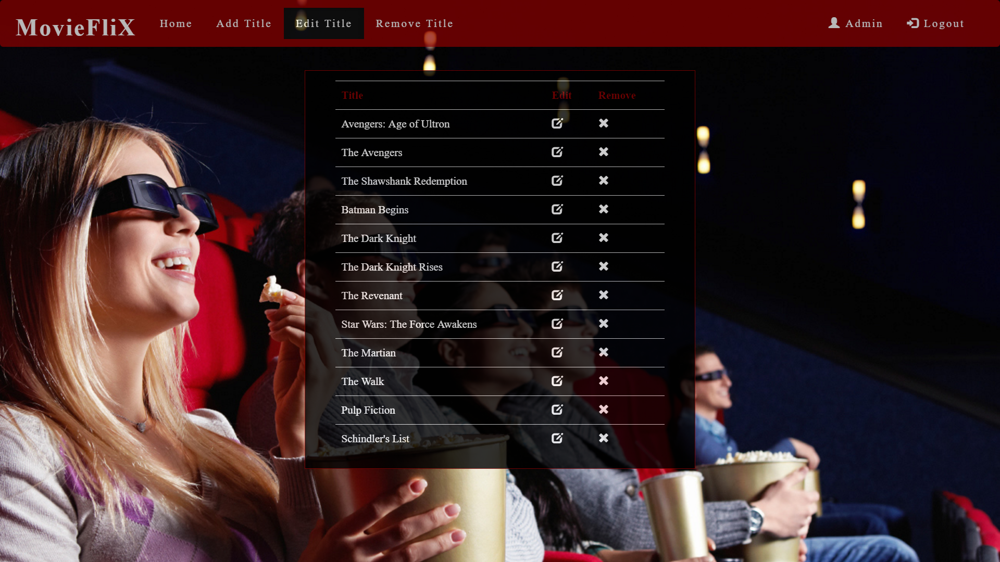 MovieFliX Home Add Title Edit Title Remove Title Admin Logout
Title Edit Remove
Avengers: Age of Ultron
The Avengers
The Shawshank Redemption
Batman Begins
The Dark Knight
The Dark Knight Rises
The Revenant
Star Wars: The Force Awakens
The Martian
The Walk
Pulp Fiction
Schindler's List